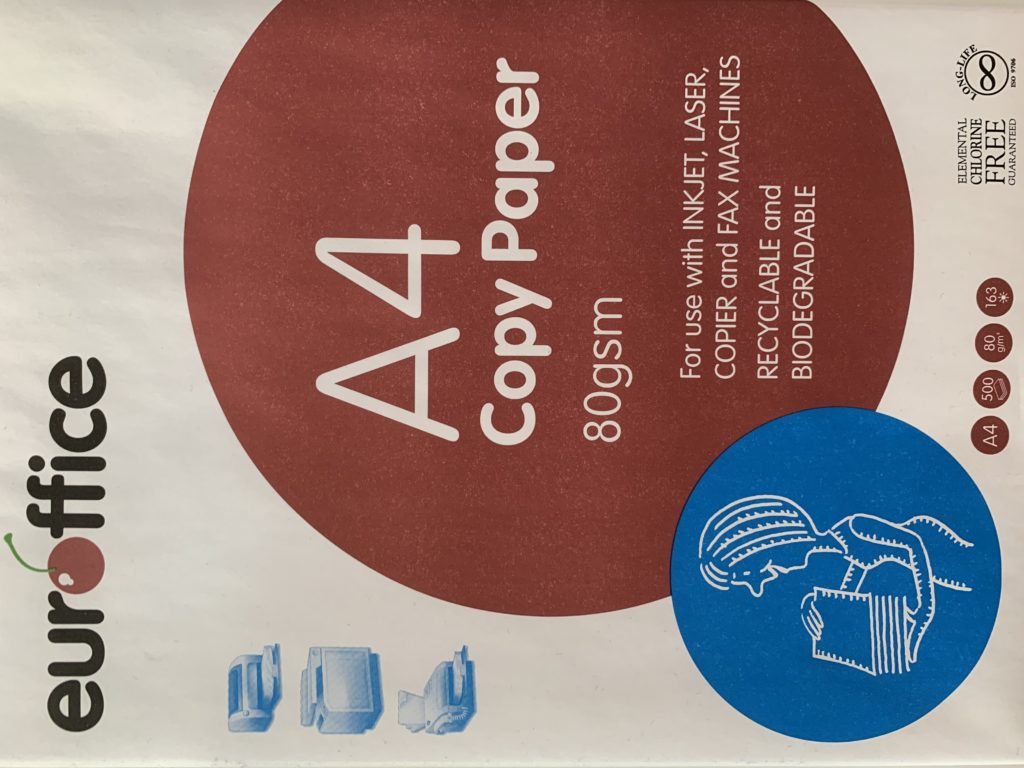 euroffice
A4
Copy Paper
80gsm
For use with INKJET, LASER,
COPIER and FAX MACHINES
RECYCLABLE and
BIODEGRADABLE
A4
500
80
g/m²
163
ELEMENTAL
CHLORINE
FREE
GUARANTEED
LONG-LIFE
ISO 9706